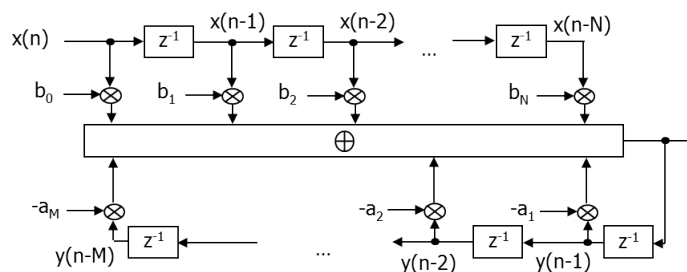 x(n) z⁻¹ x(n-1) z⁻¹ x(n-2) ... z⁻¹ x(n-N)
b₀ b₁ b₂ b_N
-a_M -a₂ -a₁
y(n-M) z⁻¹ ... y(n-2) z⁻¹ y(n-1) z⁻¹